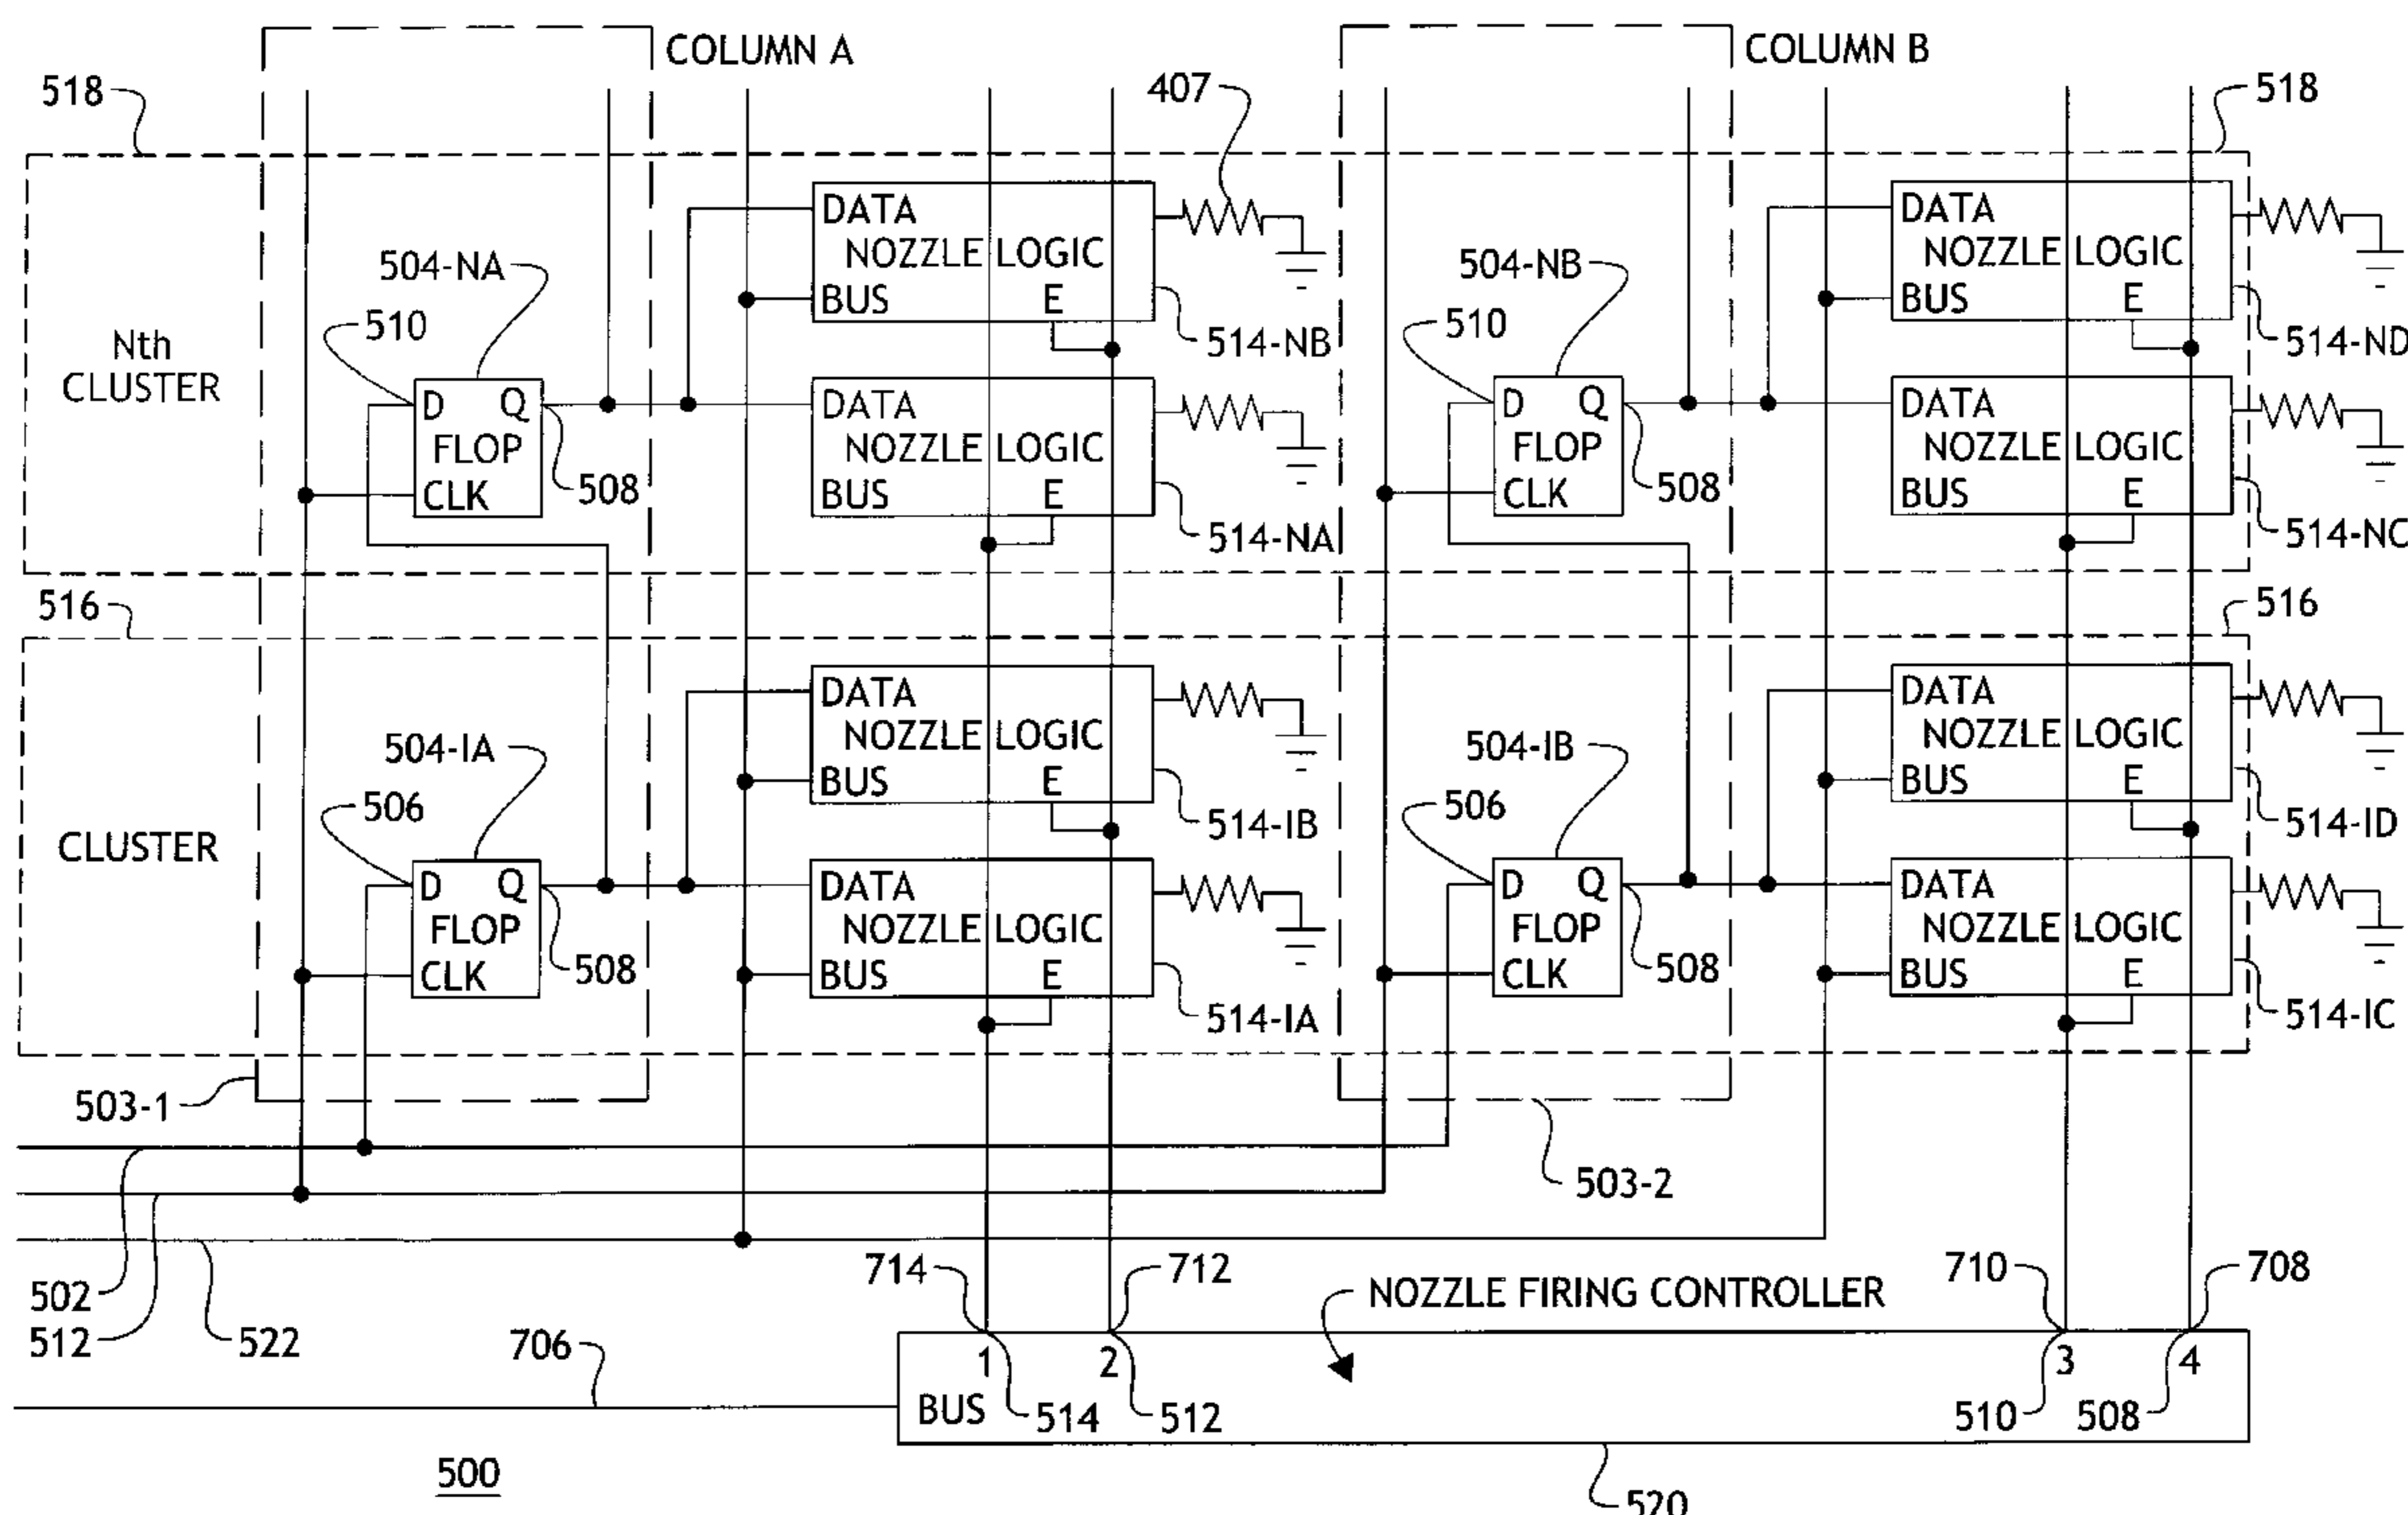 COLUMN A
COLUMN B
518
407
518
DATA
NOZZLE LOGIC
BUS E
514-NB
DATA
NOZZLE LOGIC
BUS E
514-ND
504-NA
510
Nth
CLUSTER
D Q
FLOP
CLK
508
DATA
NOZZLE LOGIC
BUS E
514-NA
504-NB
510
D Q
FLOP
CLK
508
DATA
NOZZLE LOGIC
BUS E
514-NC
516
516
DATA
NOZZLE LOGIC
BUS E
514-IB
DATA
NOZZLE LOGIC
BUS E
514-ID
504-IA
506
CLUSTER
D Q
FLOP
CLK
508
DATA
NOZZLE LOGIC
BUS E
514-IA
504-IB
506
D Q
FLOP
CLK
508
DATA
NOZZLE LOGIC
BUS E
514-IC
503-1
503-2
502
512
522
714
712
NOZZLE FIRING CONTROLLER
710
708
706
1 2 3 4
BUS
514
512
510
508
500
520